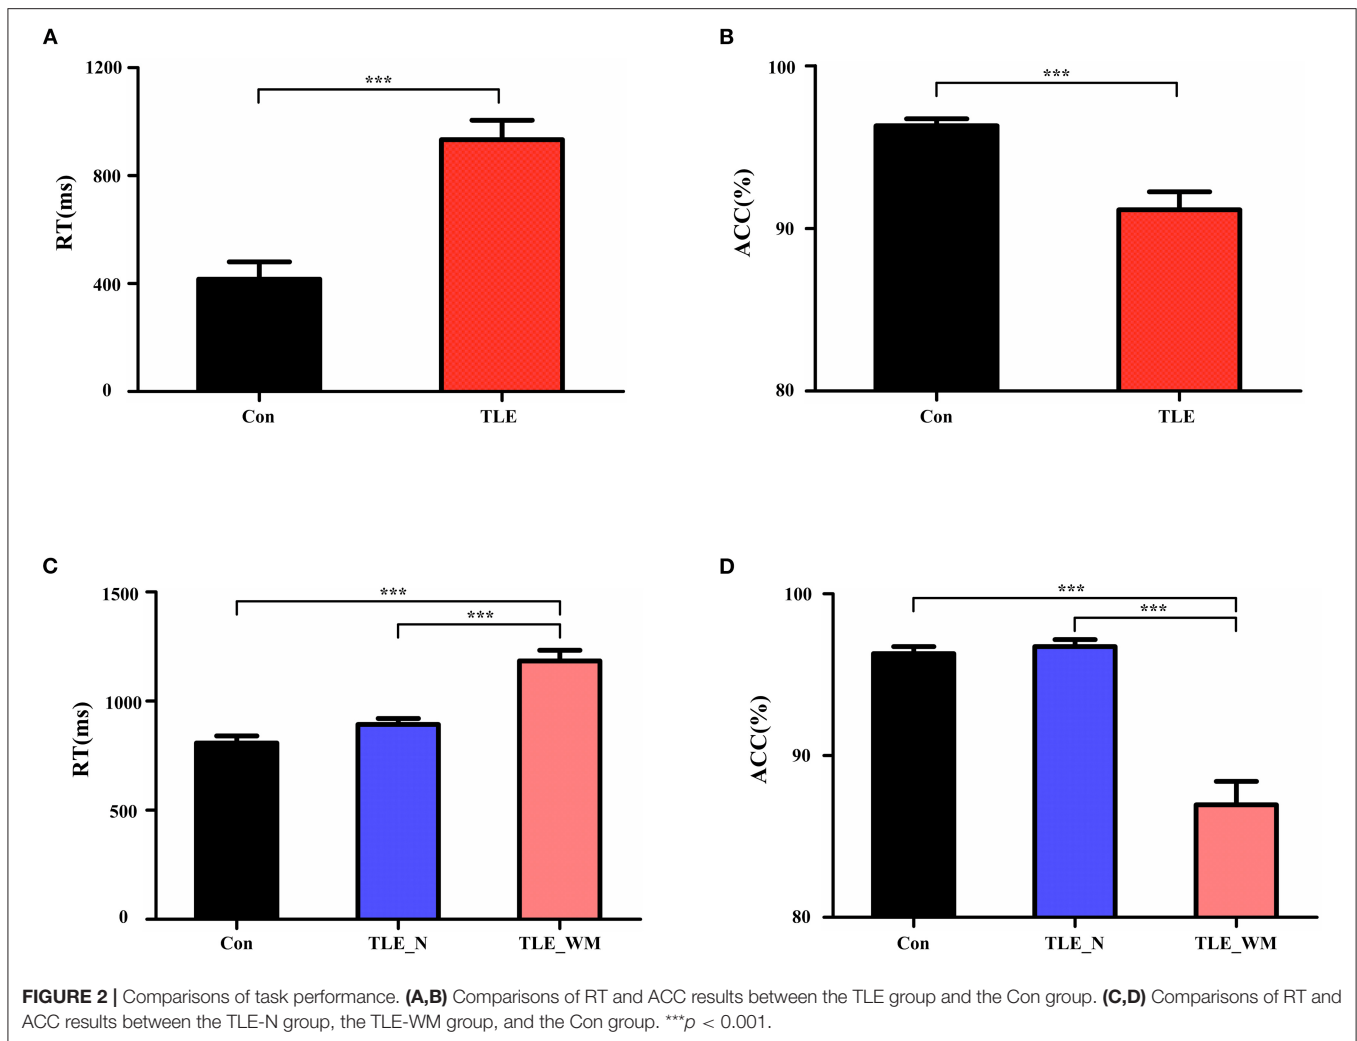 A
1200
***
RT(ms)
800
400
0
Con
TLE
B
100
***
ACC(%)
90
80
Con
TLE
C
1500
***
***
RT(ms)
1000
500
0
Con
TLE_N
TLE_WM
D
100
***
***
ACC(%)
90
80
Con
TLE_N
TLE_WM
FIGURE 2 | Comparisons of task performance. (A,B) Comparisons of RT and ACC results between the TLE group and the Con group. (C,D) Comparisons of RT and
ACC results between the TLE-N group, the TLE-WM group, and the Con group. ***p < 0.001.